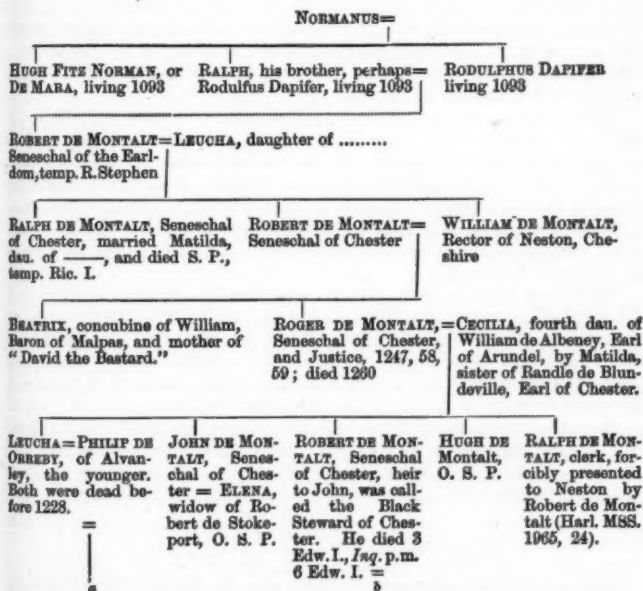 NORMANUS=
HUGH FITZ NORMAN, or
DE MARA, living 1093
RALPH, his brother, perhaps=
Rodulfus Dapifer, living 1093
RODULPHUS DAPIFER
living 1093
ROBERT DE MONTALT=LEUCHA, daughter of .........
Seneschal of the Earl-
dom, temp. R. Stephen
RALPH DE MONTALT, Seneschal
of Chester, married Matilda,
dau. of ——, and died S. P.,
temp. Ric. I.
ROBERT DE MONTALT=
Seneschal of Chester
WILLIAM DE MONTALT,
Rector of Neston, Che-
shire
BEATRIX, concubine of William,
Baron of Malpas, and mother of
"David the Bastard."
ROGER DE MONTALT,=
Seneschal of Chester,
and Justice, 1247, 58,
59; died 1260
CECILIA, fourth dau. of
William de Albeney, Earl
of Arundel, by Matilda,
sister of Randle de Blun-
deville, Earl of Chester.
LEUCHA=PHILIP DE
ORREBY, of Alvan-
ley, the younger.
Both were dead be-
fore 1228.
=
a
JOHN DE MON-
TALT, Senes-
chal of Ches-
ter = ELENA,
widow of Ro-
bert de Stoke-
port, O. S. P.
ROBERT DE MON-
TALT, Seneschal
of Chester, heir
to John, was call-
ed the Black
Steward of Ches-
ter. He died 3
Edw. I., Inq. p.m.
6 Edw. I. =
b
HUGH DE
Montalt,
O. S. P.
RALPH DE MON-
TALT, clerk, for-
cibly presented
to Neston by
Robert de Mon-
talt (Harl. MSS.
1965, 24).